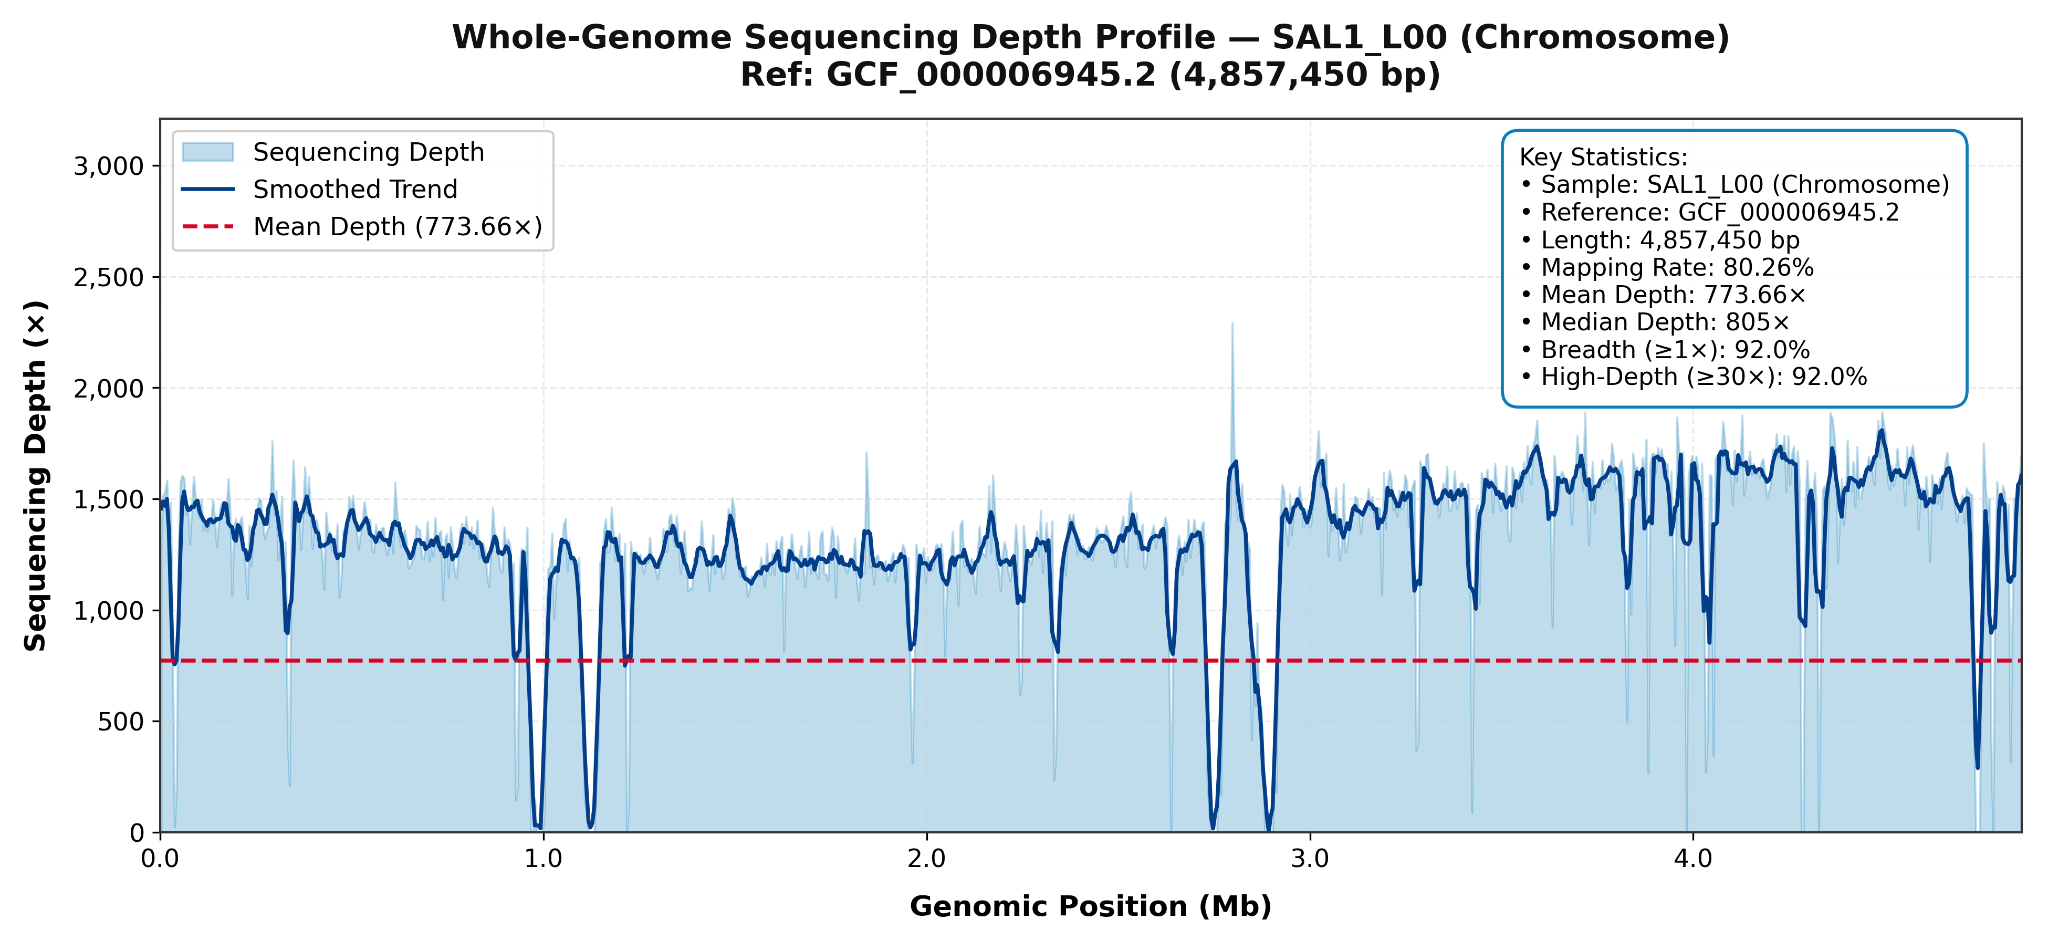 Whole-Genome Sequencing Depth Profile — SAL1_L00 (Chromosome)
Ref: GCF_000006945.2 (4,857,450 bp)
Sequencing Depth
Smoothed Trend
Mean Depth (773.66×)
Key Statistics:
• Sample: SAL1_L00 (Chromosome)
• Reference: GCF_000006945.2
• Length: 4,857,450 bp
• Mapping Rate: 80.26%
• Mean Depth: 773.66×
• Median Depth: 805×
• Breadth (≥1×): 92.0%
• High-Depth (≥30×): 92.0%
Sequencing Depth (×)
3,000
2,500
2,000
1,500
1,000
500
0
0.0 1.0 2.0 3.0 4.0
Genomic Position (Mb)